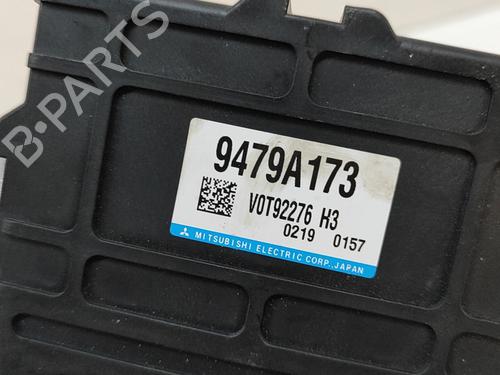 B-PARTS
9479A173
V0T92276 H3
0219 0157
MITSUBISHI ELECTRIC CORP. JAPAN